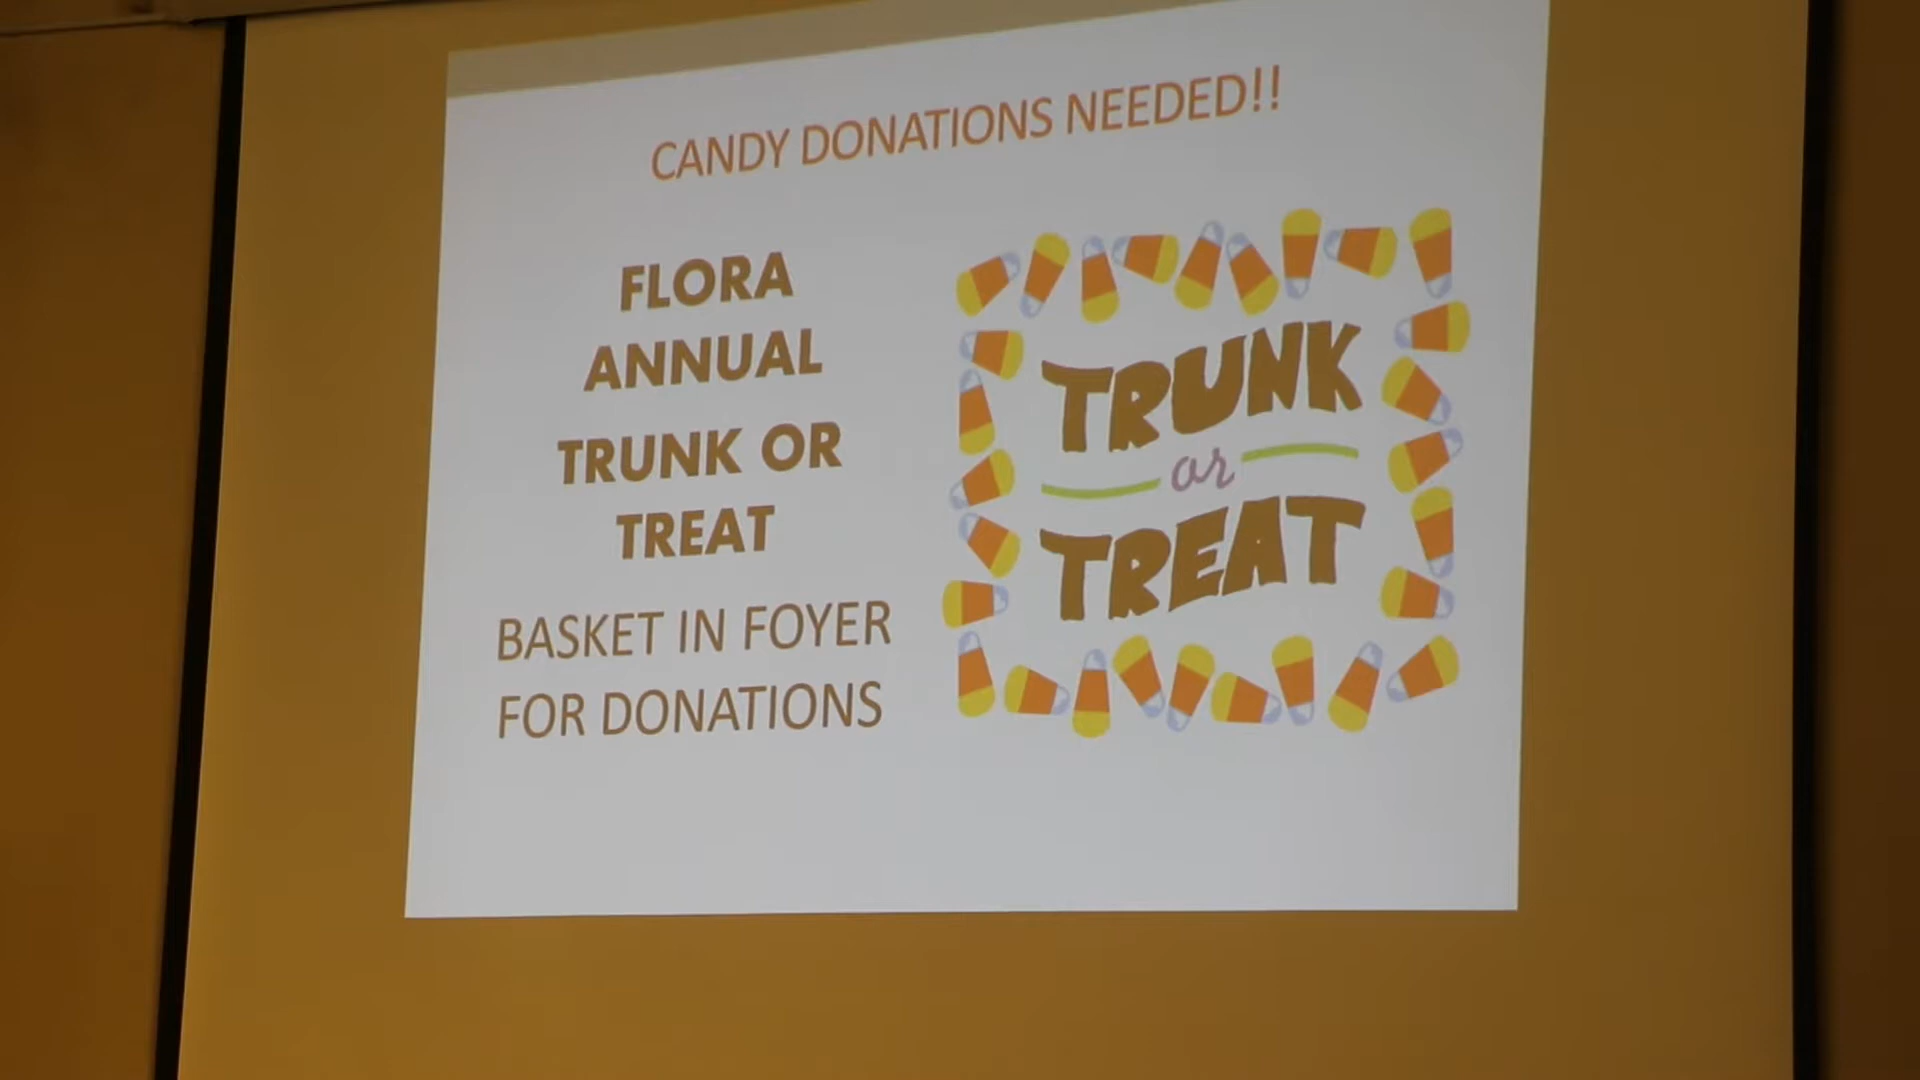 CANDY DONATIONS NEEDED!!
FLORA
ANNUAL
TRUNK OR
TREAT
BASKET IN FOYER
FOR DONATIONS
TRUNK
or
TREAT